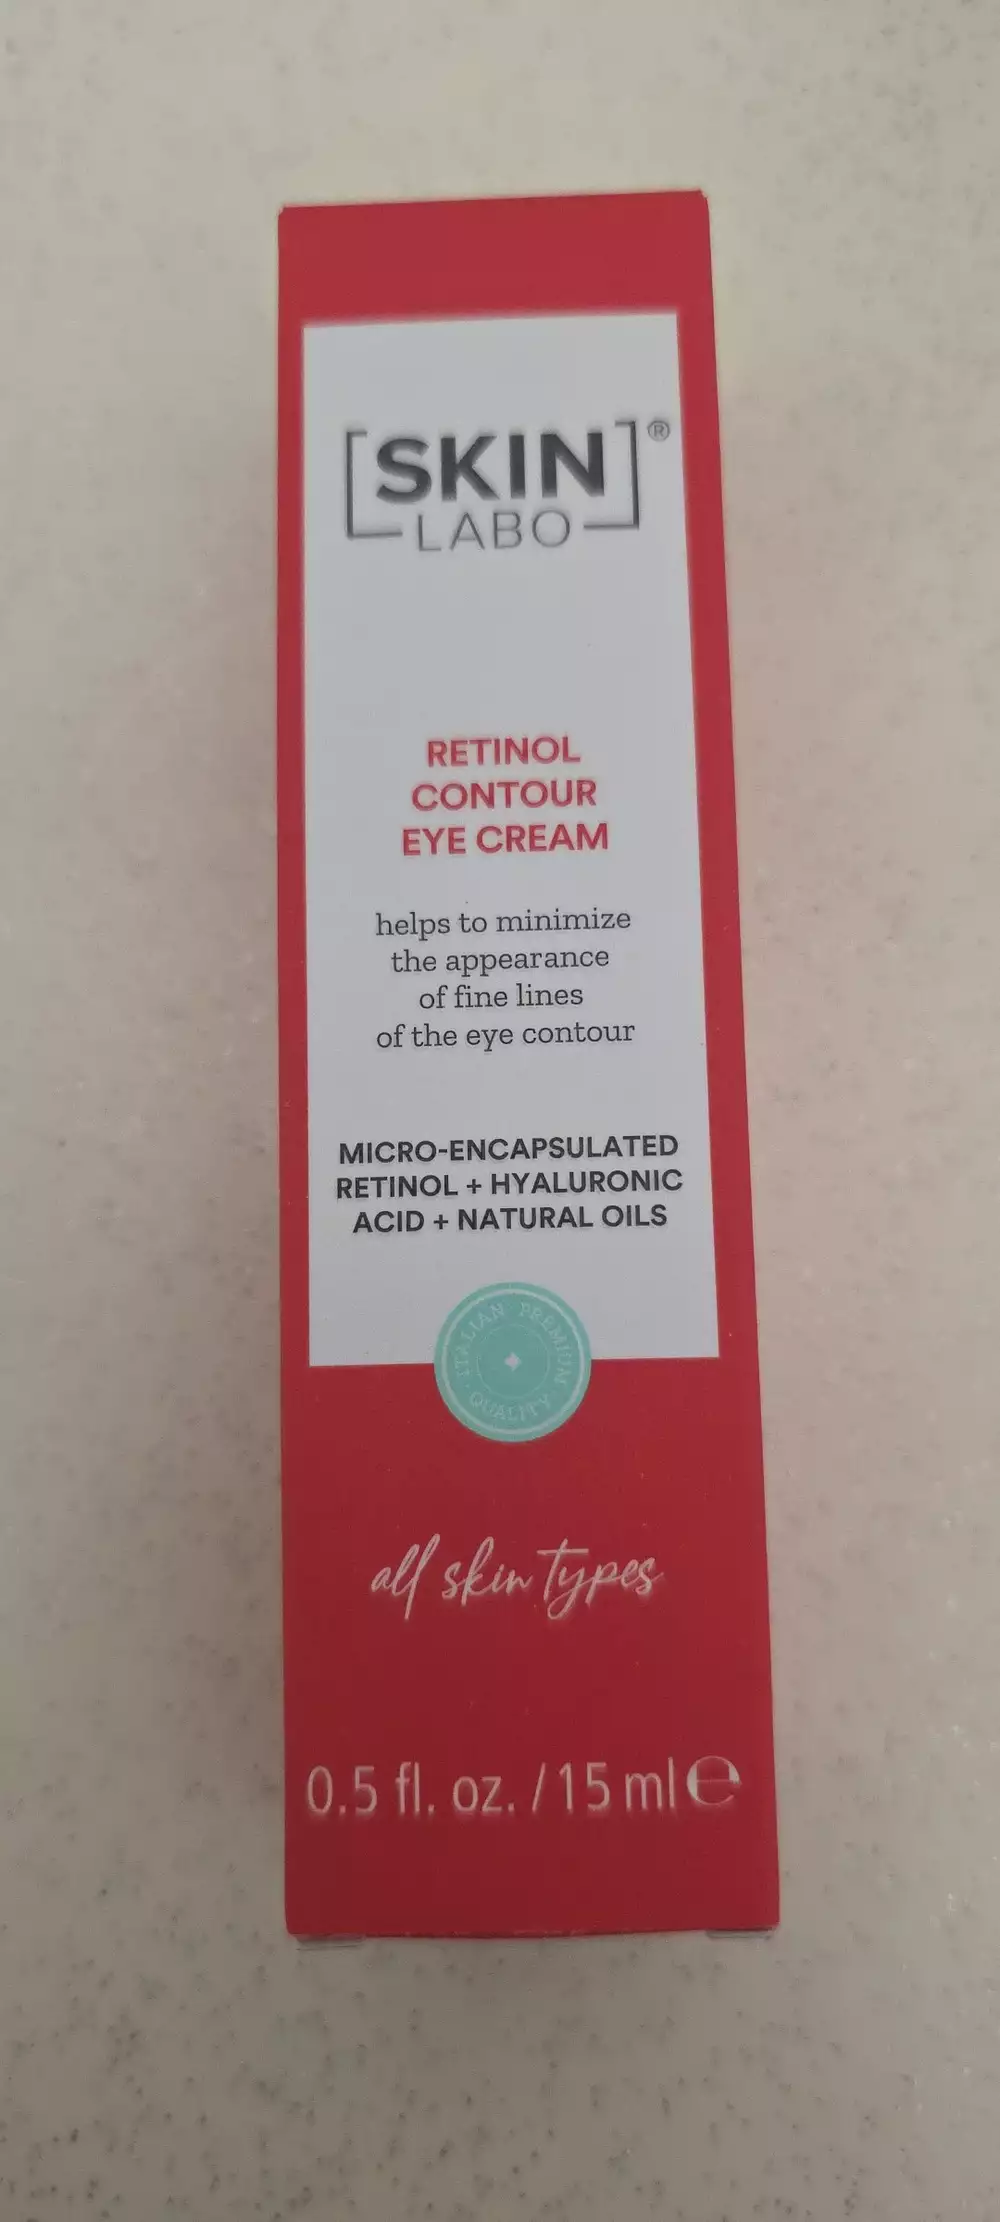 [SKIN]®
LABO
RETINOL
CONTOUR
EYE CREAM
helps to minimize
the appearance
of fine lines
of the eye contour
MICRO-ENCAPSULATED
RETINOL + HYALURONIC
ACID + NATURAL OILS
ITALIAN PREMIUM
QUALITY
all skin types
0.5 fl. oz. / 15 ml ℮